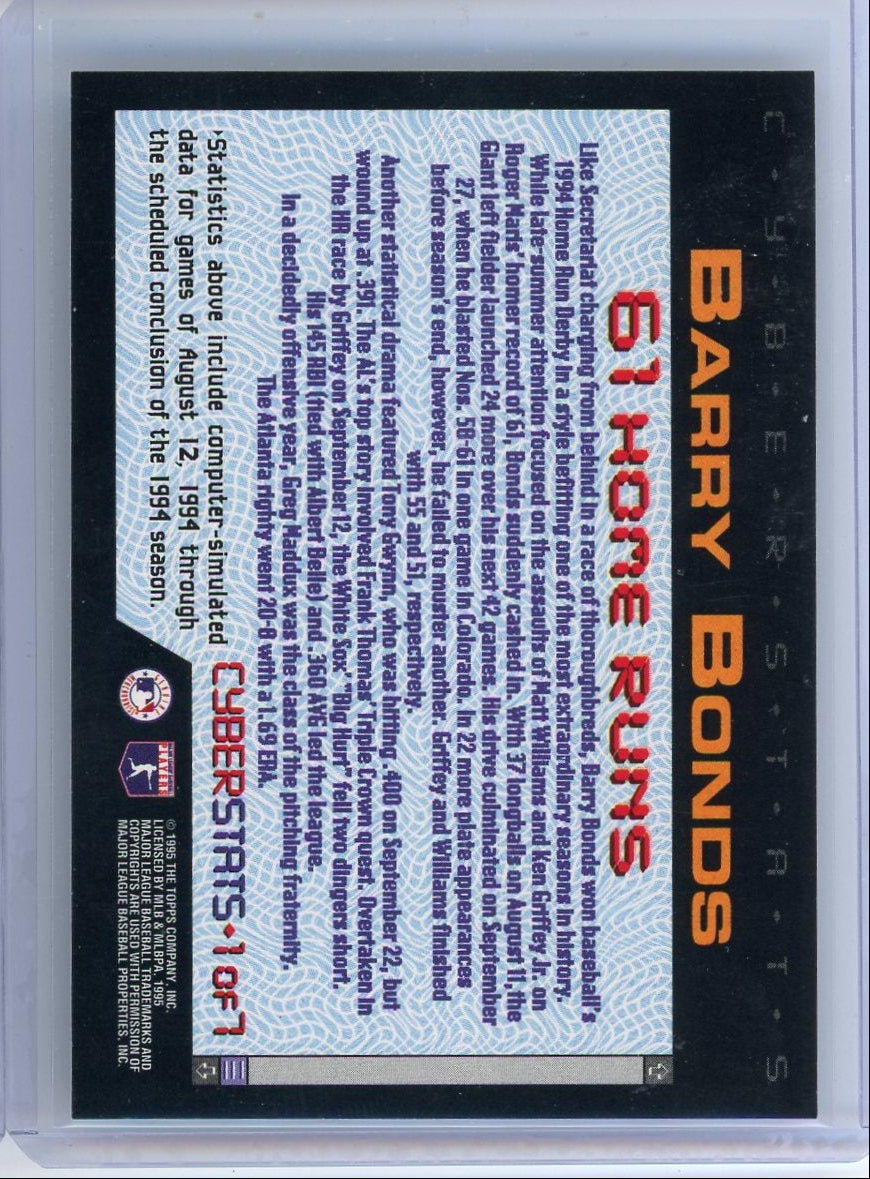 C•Y•B•E•R•S•T•A•T•S
BARRY BONDS
61 HOME RUNS
Like Secretariat charging from behind in a race of thoroughbreds, Barry Bonds won baseball's
1994 Home Run Derby in a style befitting one of the most extraordinary seasons in history.
While late-summer attention focused on the assaults of Matt Williams and Ken Griffey Jr. on
Roger Maris' homer record of 61, Bonds suddenly cashed in. With 37 longballs on August 11, the
Giant left fielder launched 24 more over his next 42 games. His drive culminated on September
27, when he blasted Nos. 59-61 in one game in Colorado. In 22 more plate appearances
before season's end, however, he failed to muster another. Griffey and Williams finished
with 55 and 51, respectively.
Another statistical drama featured Tony Gwynn, who was hitting .400 on September 22, but
wound up at .391. The AL's top story involved Frank Thomas' Triple Crown quest. Overtaken in
the HR race by Griffey on September 12, the White Sox' "Big Hurt" fell two dingers short.
His 145 RBI (tied with Albert Belle) and .360 AVG led the league.
In a decidedly offensive year, Greg Maddux was the class of the pitching fraternity.
The Atlanta righty went 20-8 with a 1.69 ERA.
'Statistics above include computer-simulated
data for games of August 12, 1994 through
the scheduled conclusion of the 1994 season.
CYBERSTATS•1 OF 7
© 1995 THE TOPPS COMPANY, INC.
LICENSED BY MLB & MLBPA, 1995
MAJOR LEAGUE BASEBALL TRADEMARKS AND
COPYRIGHTS ARE USED WITH PERMISSION OF
MAJOR LEAGUE BASEBALL PROPERTIES, INC.